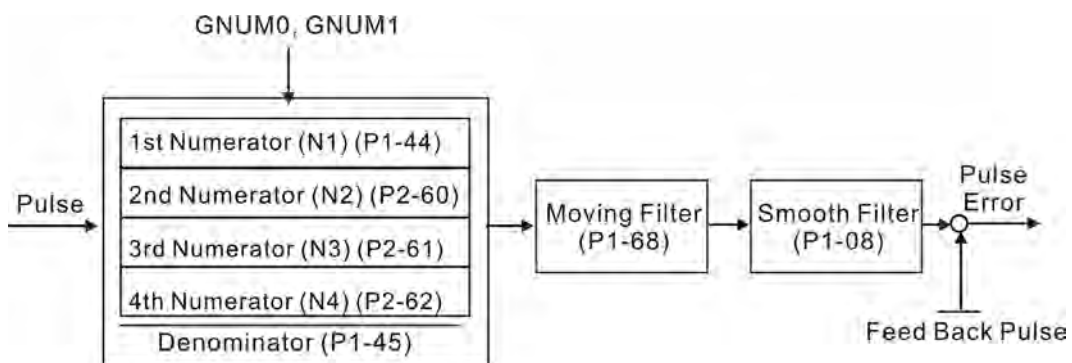 GNUM0, GNUM1
Pulse
1st Numerator (N1) (P1-44)
2nd Numerator (N2) (P2-60)
3rd Numerator (N3) (P2-61)
4th Numerator (N4) (P2-62)
Denominator (P1-45)
Moving Filter
(P1-68)
Smooth Filter
(P1-08)
Pulse
Error
Feed Back Pulse